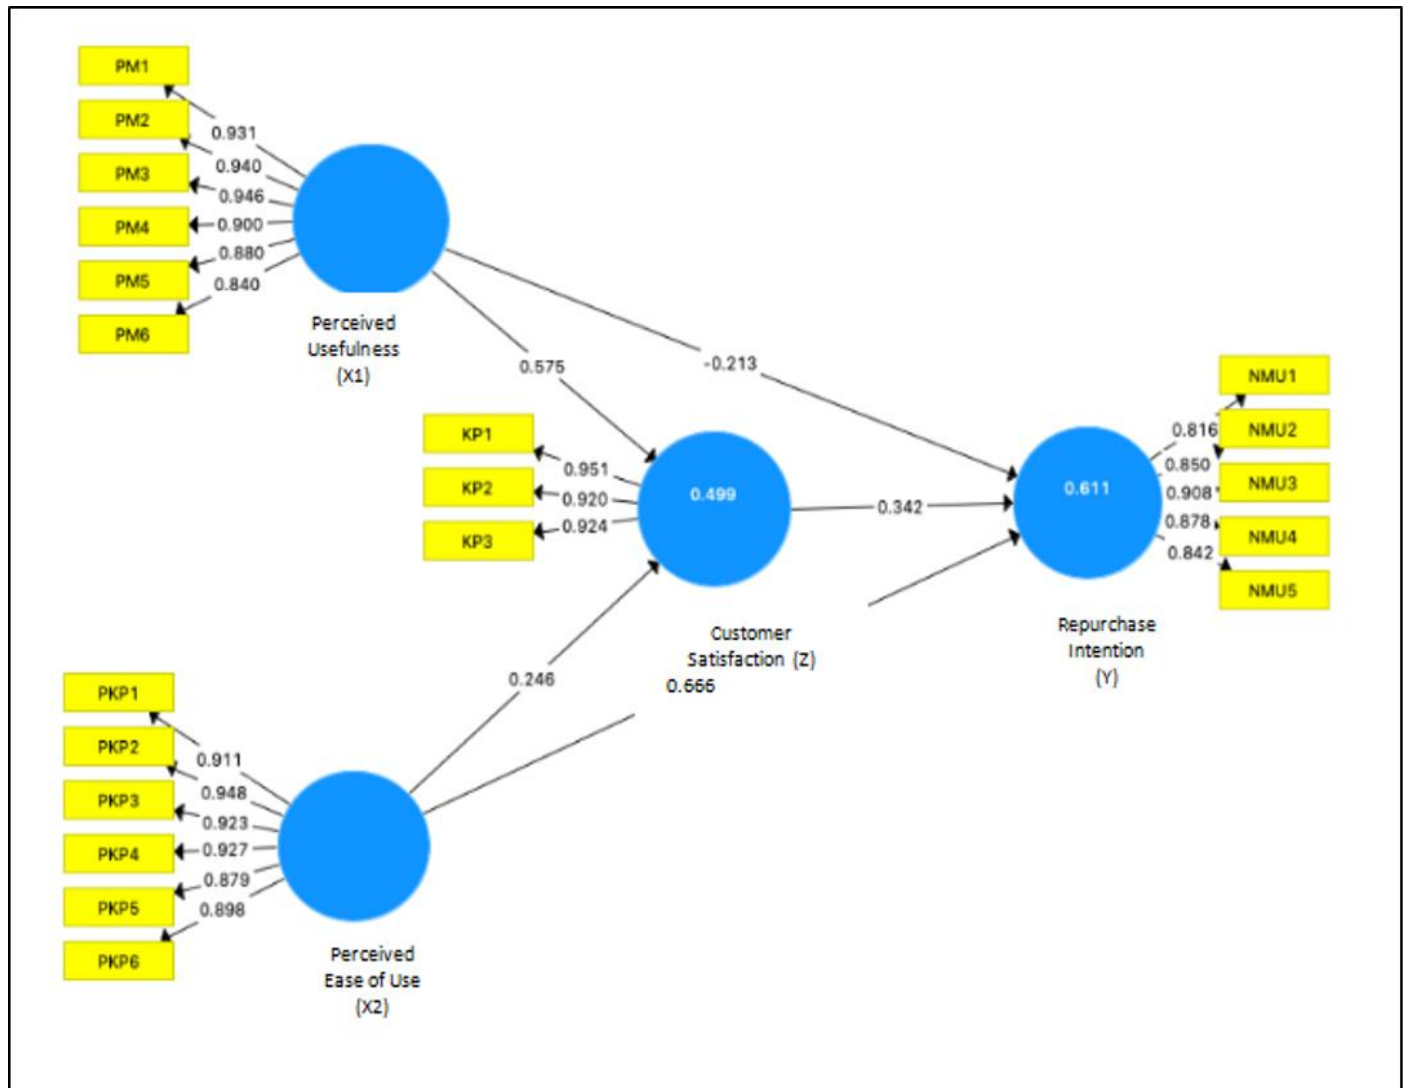 PM1
PM2
PM3
PM4
PM5
PM6
0.931
0.940
0.946
0.900
0.880
0.840
Perceived
Usefulness
(X1)
0.575
-0.213
KP1
KP2
KP3
0.951
0.920
0.924
0.499
0.342
0.611
0.816
0.850
0.908
0.878
0.842
NMU1
NMU2
NMU3
NMU4
NMU5
Customer
Satisfaction (Z)
0.666
Repurchase
Intention
(Y)
0.246
PKP1
PKP2
PKP3
PKP4
PKP5
PKP6
0.911
0.948
0.923
0.927
0.879
0.898
Perceived
Ease of Use
(X2)